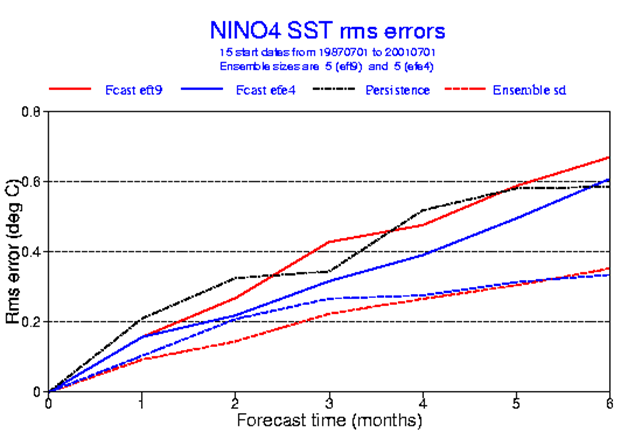 NINO4 SST rms errors
15 start dates from 19870701 to 20010701
Ensemble sizes are 5 (eft9) and 5 (efe4)
Fcast eft9 Fcast efe4 Persistence Ensemble sd
0.8
0.6
0.4
0.2
0
Rms error (deg C)
0 1 2 3 4 5 6
Forecast time (months)